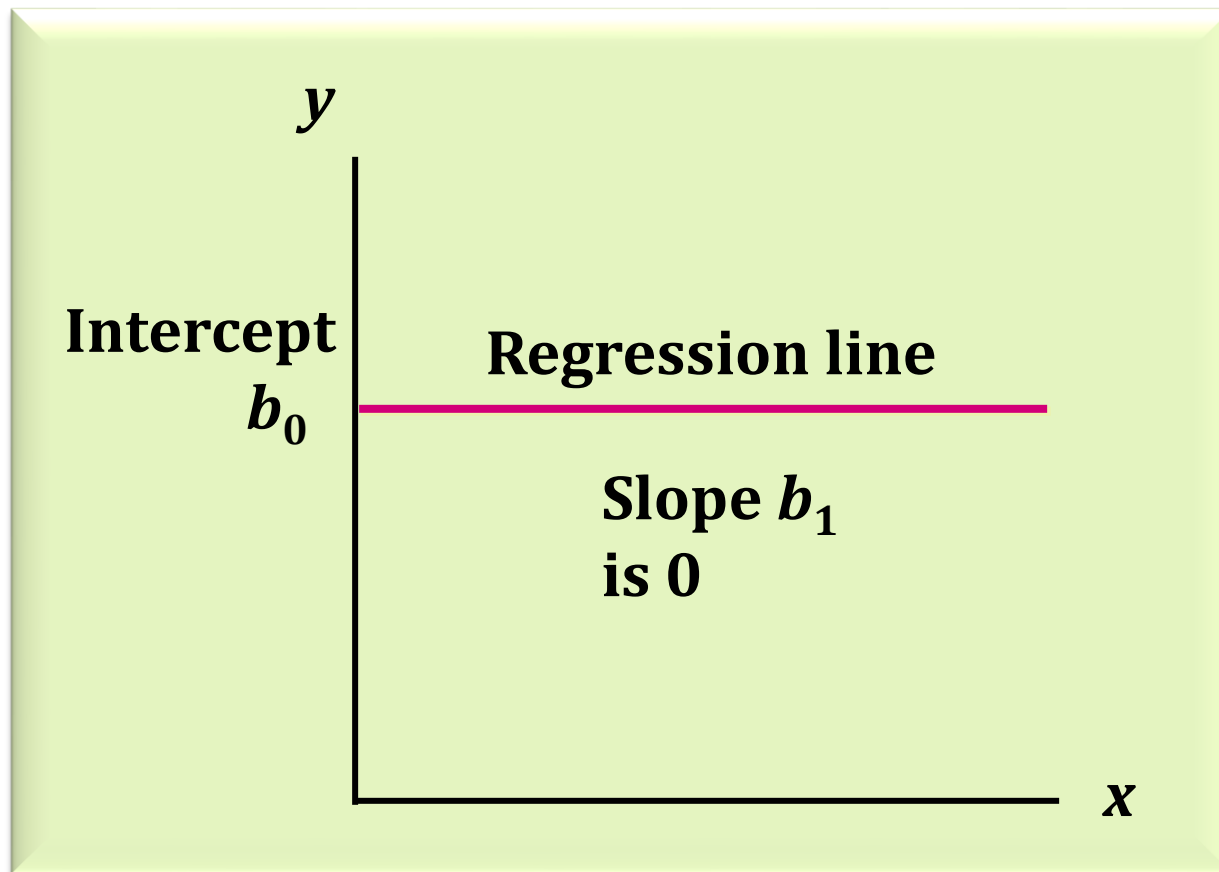 y
Intercept
b₀
Regression line
Slope b₁
is 0
x